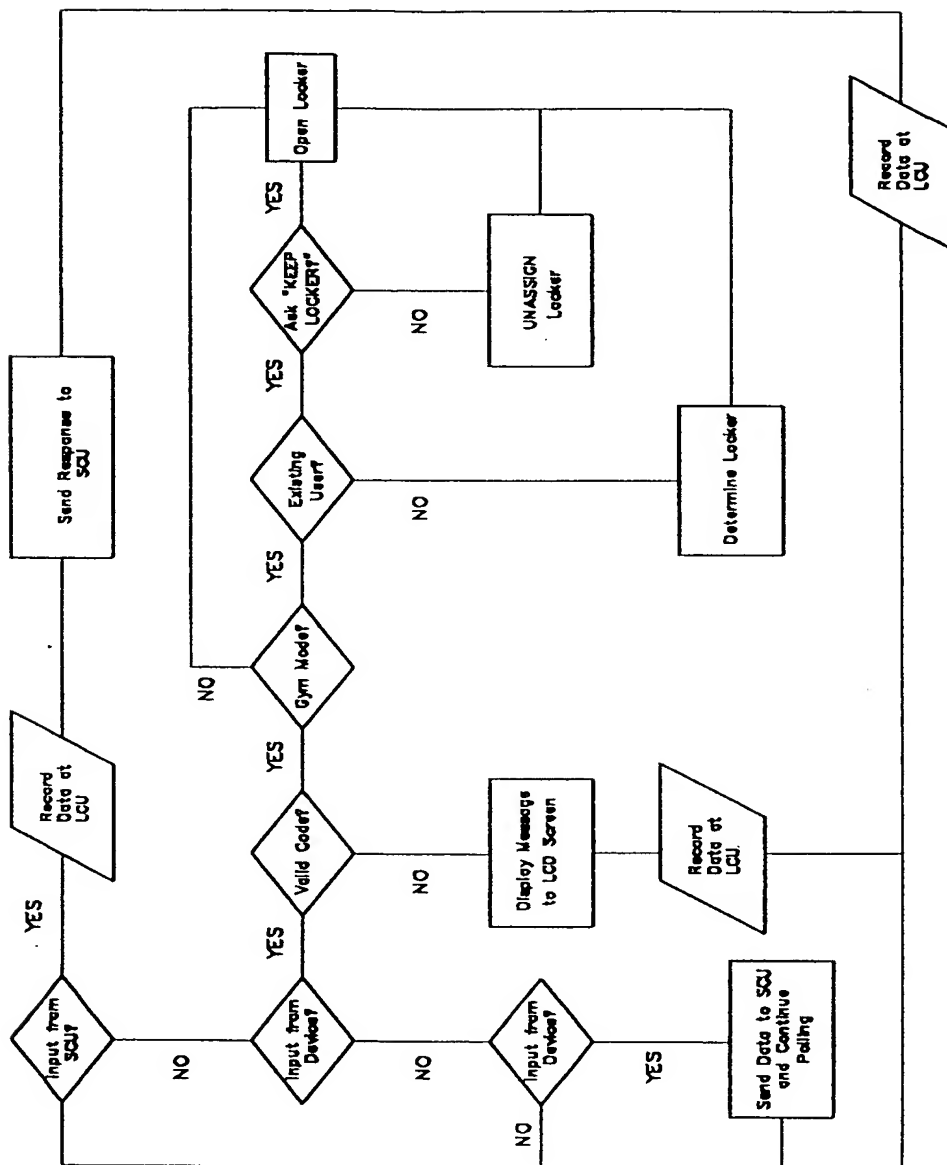 Input from
SCU?
YES
Record
Data at
LCU
Send Response to
SCU
NO
Input from
Device?
YES
Valid Code?
YES
Gym Mode?
NO
YES
Existing
User?
YES
Ask "KEEP
LOCKER?"
YES
Open Locker
NO
Input from
Device?
NO
YES
Send Data to SCU
and Continue
Polling
NO
Display Message
to LCD Screen
Record
Data at
LCU.
NO
Determine Locker
NO
UNASSIGN
Locker
Record
Data at
LCU